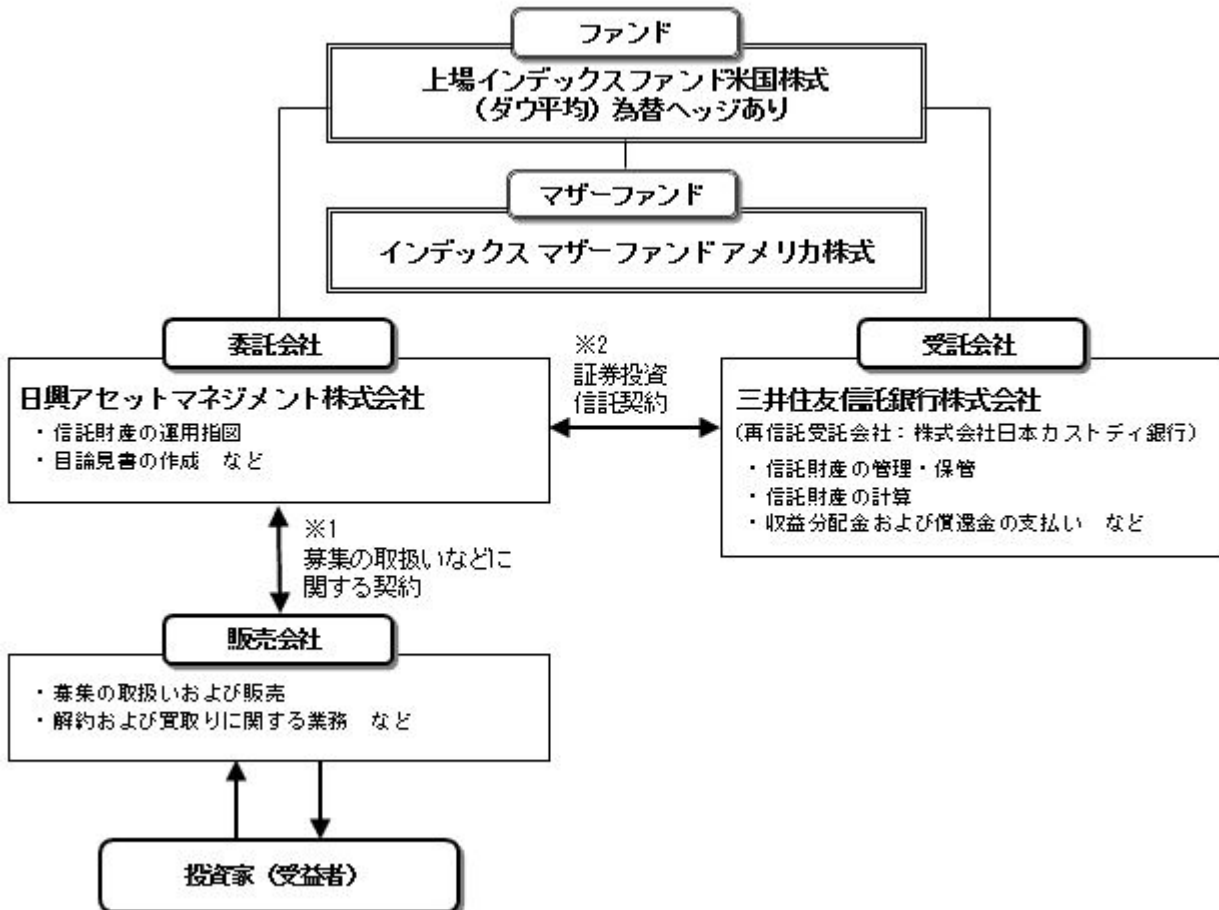 ファンド
上場インデックスファンド米国株式
（ダウ平均）為替ヘッジあり
マザーファンド
インデックス マザーファンド アメリカ株式
委託会社
日興アセットマネジメント株式会社
・信託財産の運用指図
・目論見書の作成　など
※2
証券投資
信託契約
受託会社
三井住友信託銀行株式会社
（再信託受託会社：株式会社日本カストディ銀行）
・信託財産の管理・保管
・信託財産の計算
・収益分配金および償還金の支払い　など
※1
募集の取扱いなどに
関する契約
販売会社
・募集の取扱いおよび販売
・解約および買取りに関する業務　など
投資家（受益者）